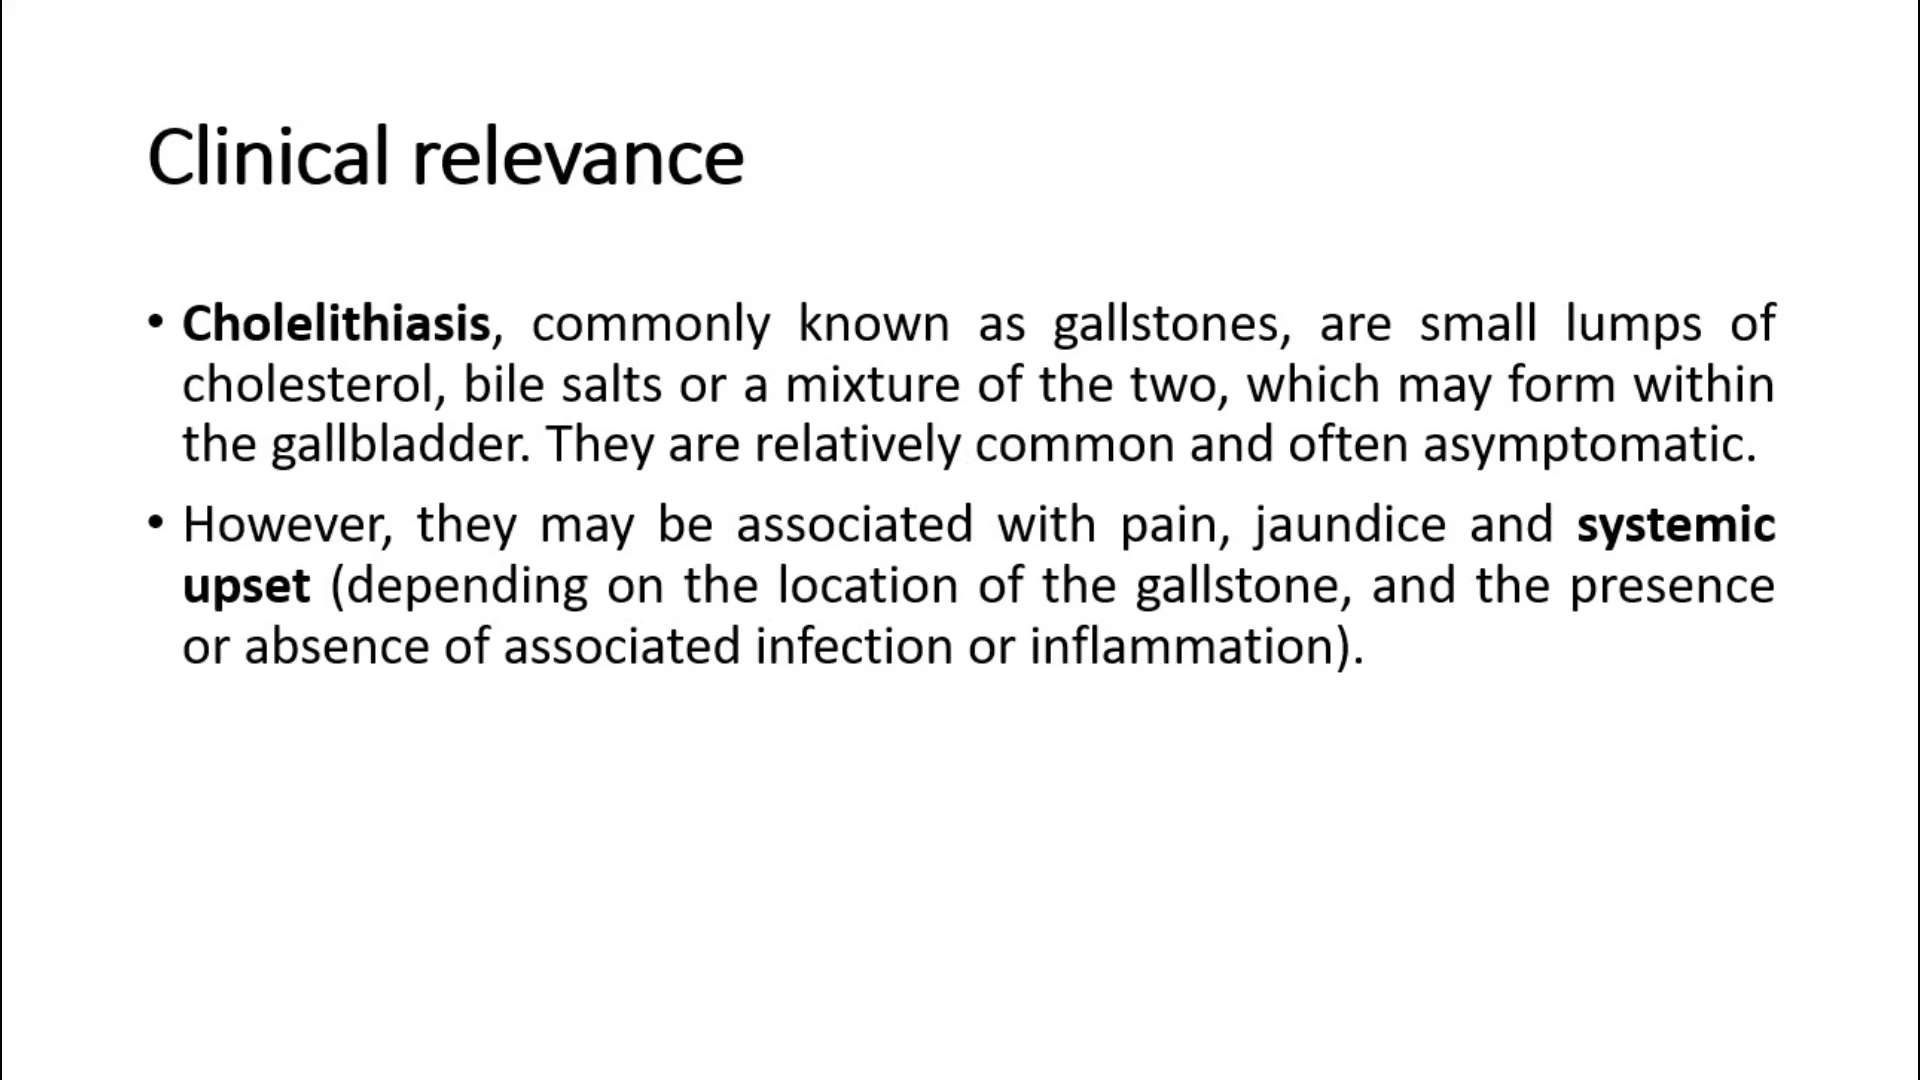 Clinical relevance
• Cholelithiasis, commonly known as gallstones, are small lumps of
cholesterol, bile salts or a mixture of the two, which may form within
the gallbladder. They are relatively common and often asymptomatic.
• However, they may be associated with pain, jaundice and systemic
upset (depending on the location of the gallstone, and the presence
or absence of associated infection or inflammation).